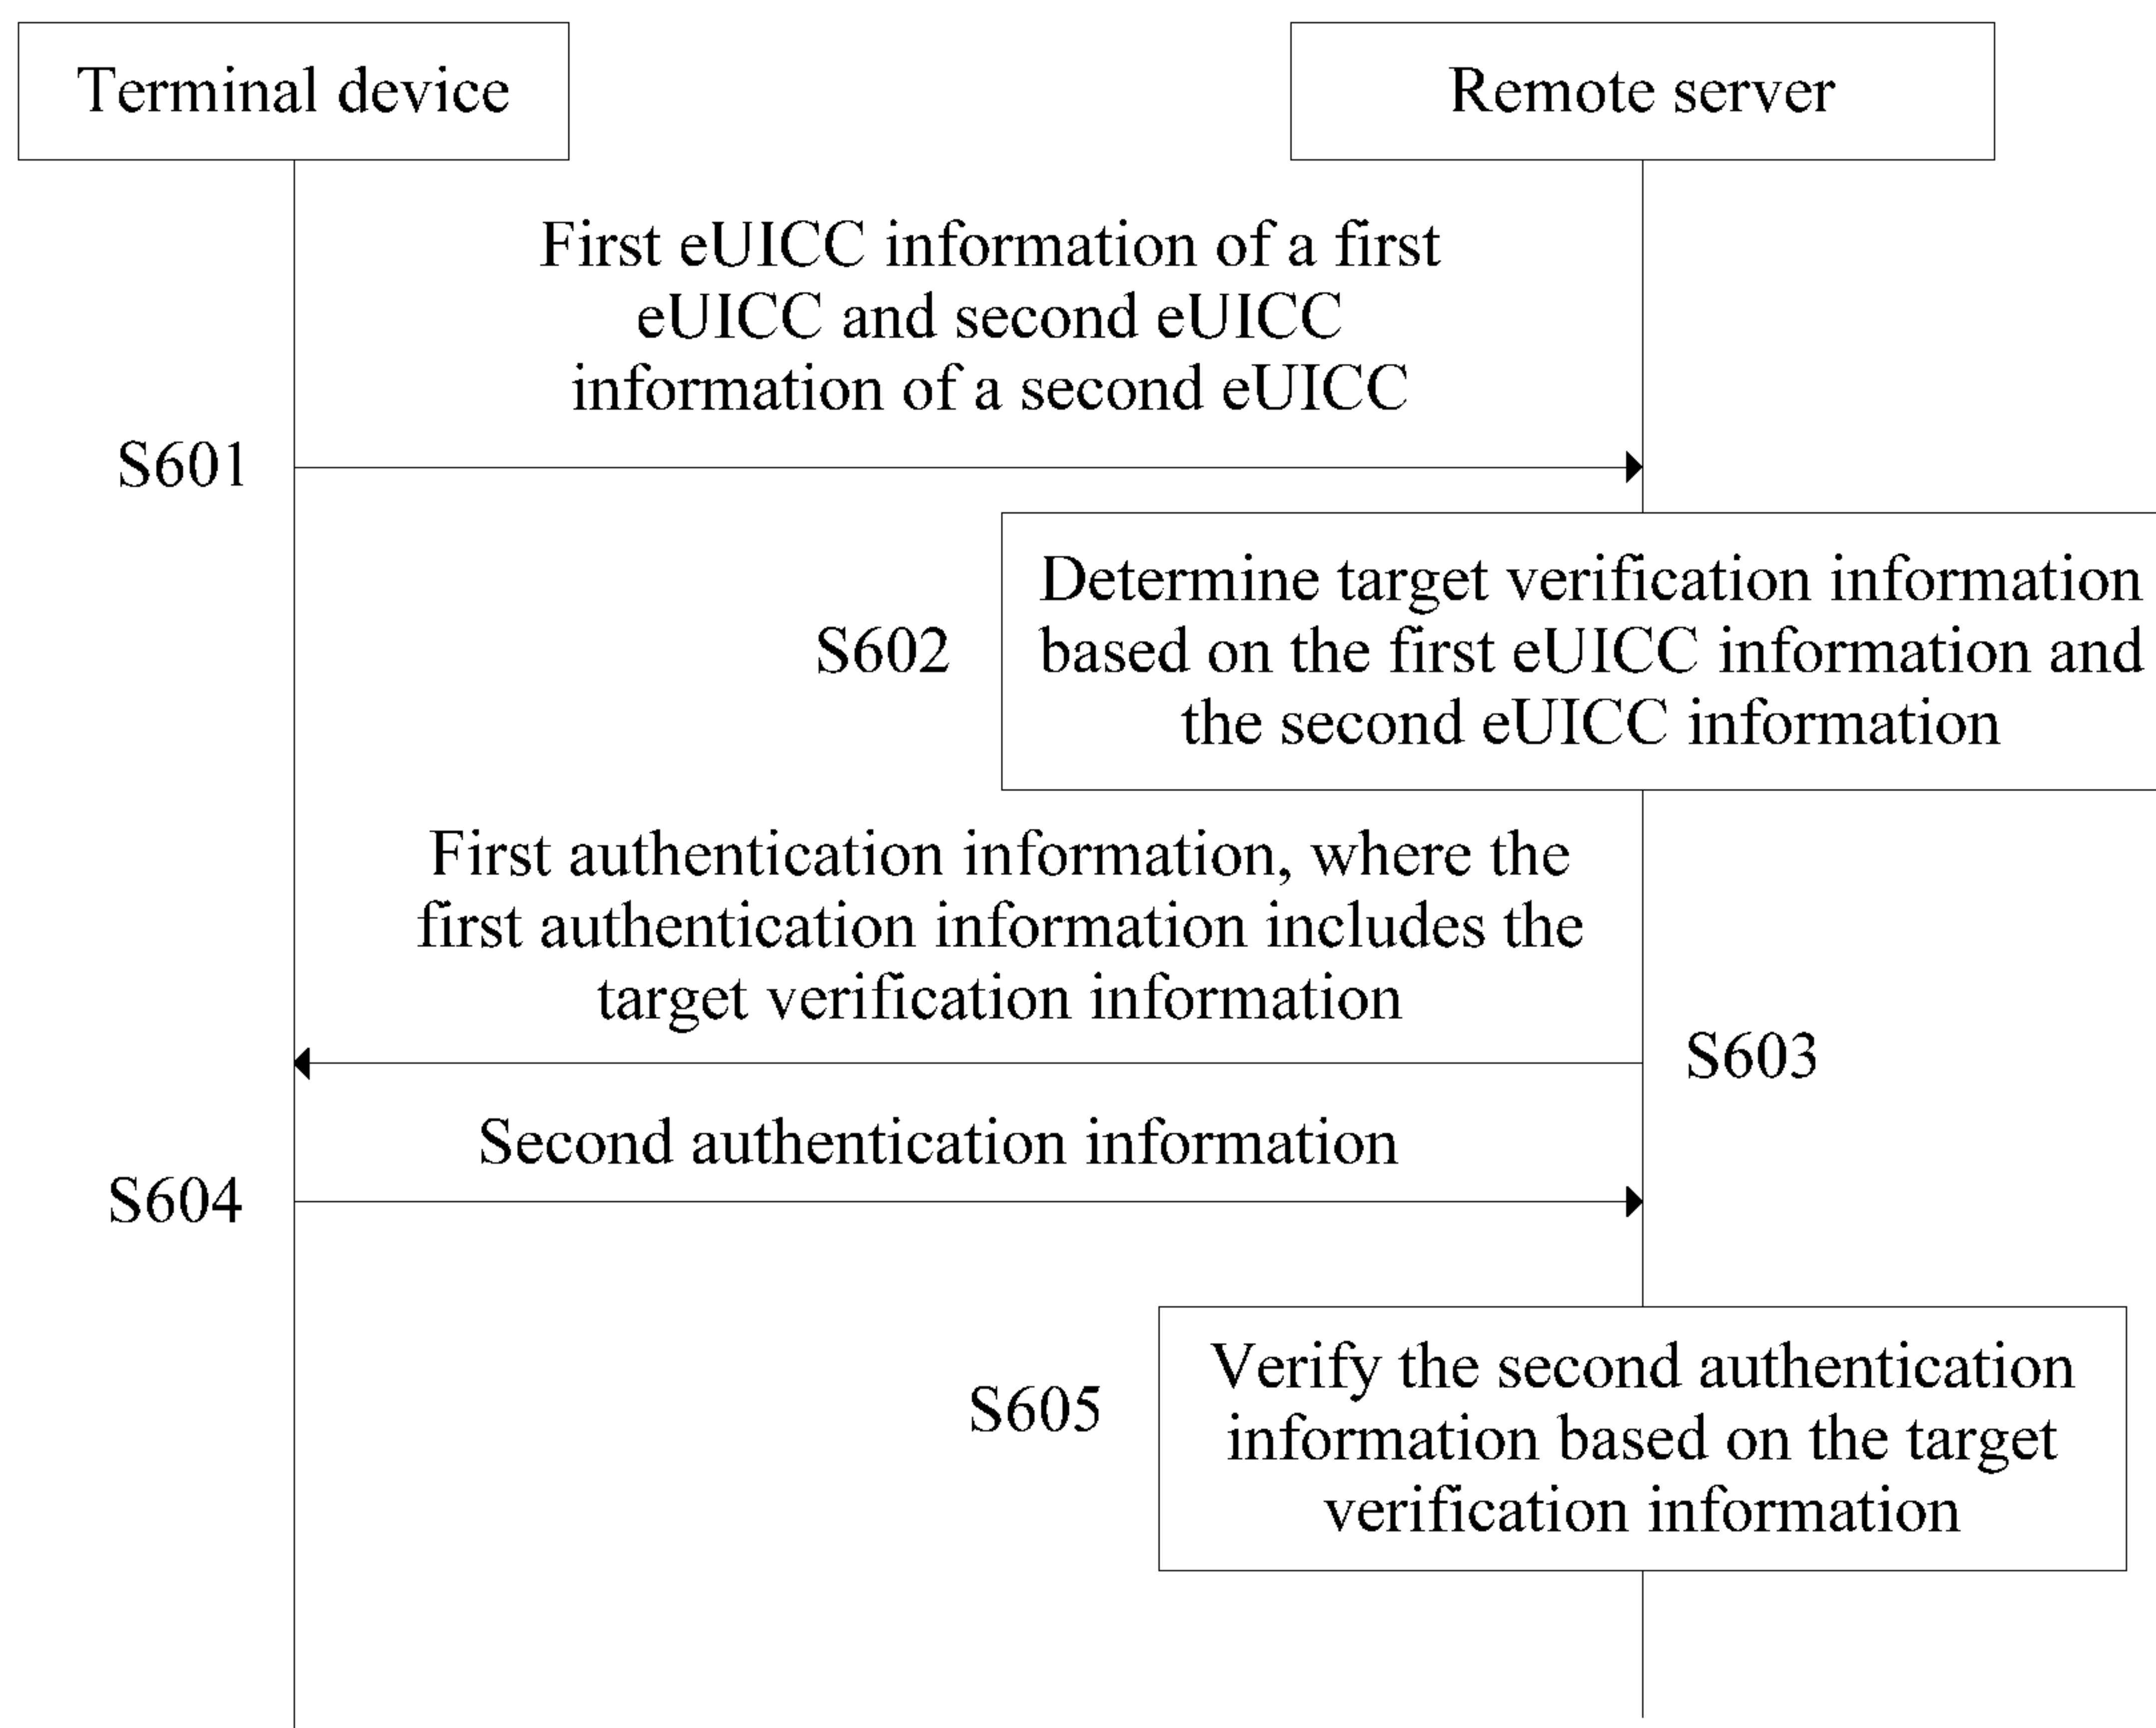 Terminal device
Remote server
First eUICC information of a first
eUICC and second eUICC
information of a second eUICC
S601
Determine target verification information
based on the first eUICC information and
the second eUICC information
S602
First authentication information, where the
first authentication information includes the
target verification information
S603
Second authentication information
S604
Verify the second authentication
information based on the target
verification information
S605